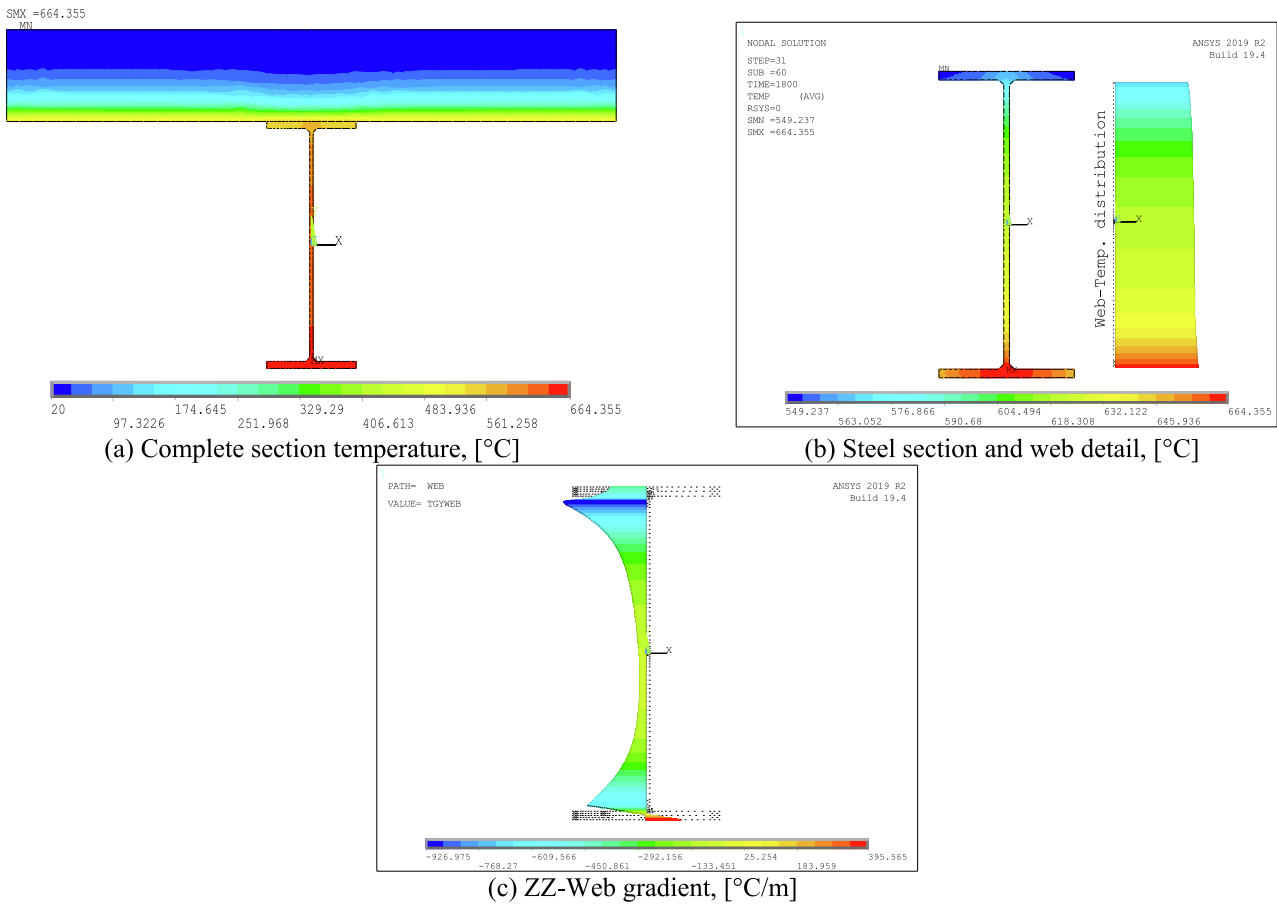 SMX =664.355
MN
X
MX
20
174.645
329.29
483.936
561.258
664.355
97.3226
251.968
406.613
(a) Complete section temperature, [°C]
1
NODAL SOLUTION
STEP=31
SUB =60
TIME=1800
TEMP (AVG)
RSYS=0
SMN =549.237
SMX =664.355
ANSYS 2019 R2
Build 19.4
MN
X
MX
Web-Temp. distribution
X
549.237
576.866
604.494
632.122
664.355
563.052
590.68
618.308
645.936
(b) Steel section and web detail, [°C]
1
PATH= WEB
VALUE= TGYWEB
ANSYS 2019 R2
Build 19.4
X
-926.975
-609.566
-292.156
25.254
395.565
-768.27
-450.861
-133.451
183.959
(c) ZZ-Web gradient, [°C/m]